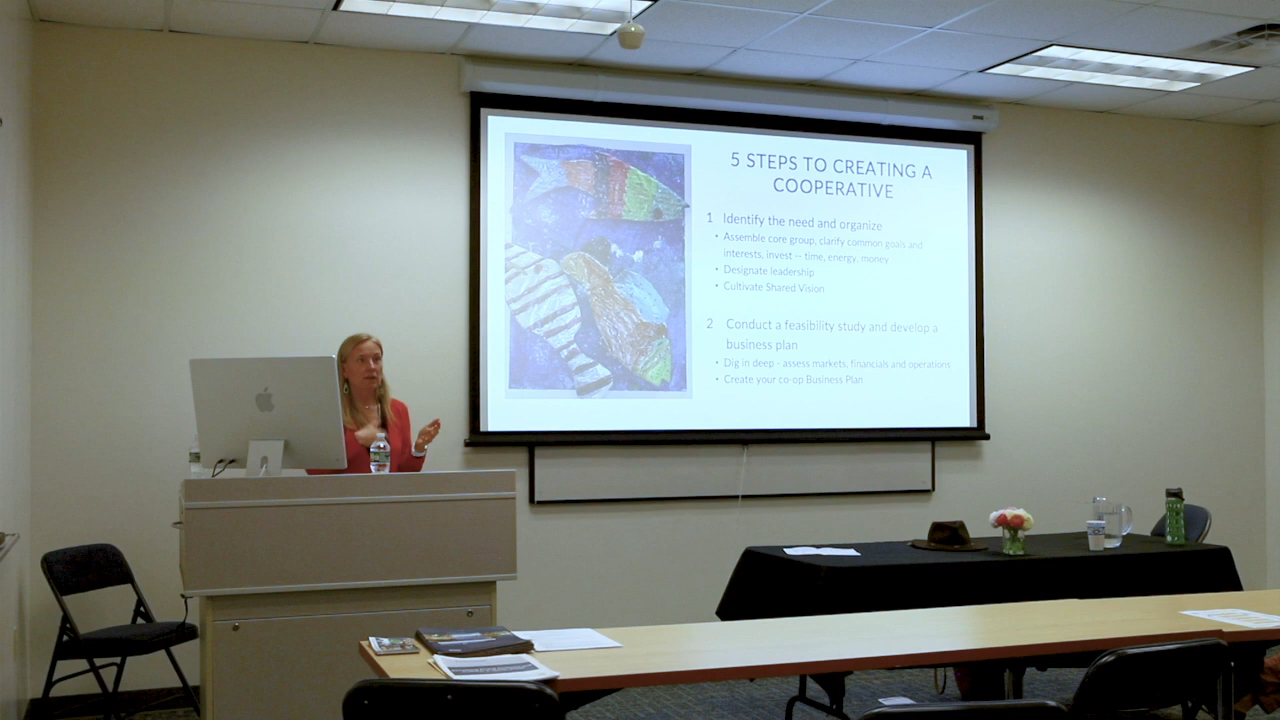 5 STEPS TO CREATING A
COOPERATIVE
1 Identify the need and organize
• Assemble core group, clarify common goals and
interests, invest -- time, energy, money
• Designate leadership
• Cultivate Shared Vision
2 Conduct a feasibility study and develop a
business plan
• Dig in deep - assess markets, financials and operations
• Create your co-op Business Plan